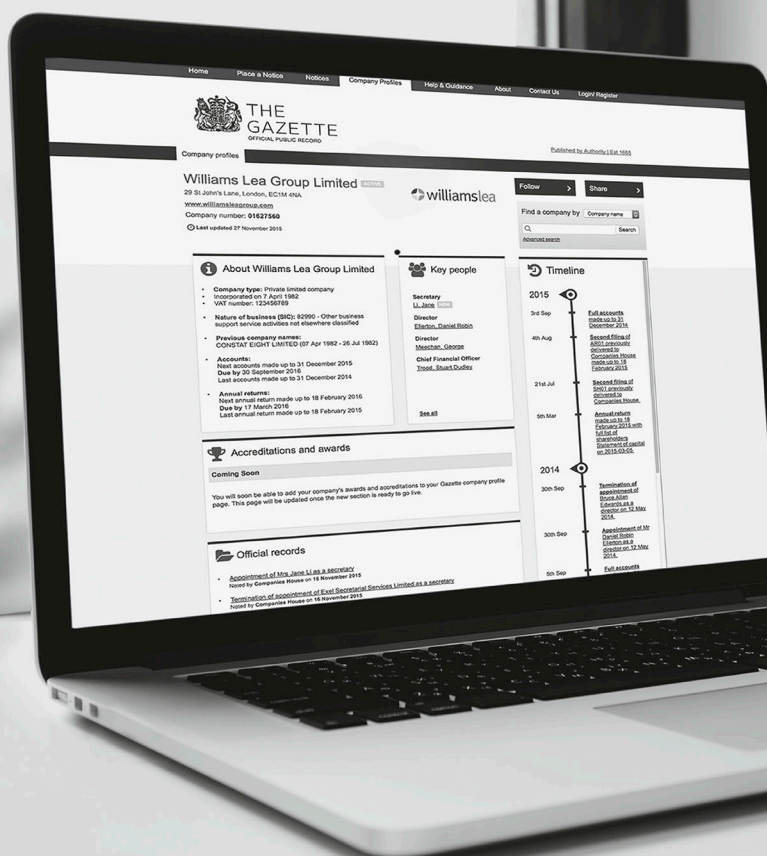 Home
Place a Notice
Notices
Company Profiles
Help & Guidance
About
Contact Us
Login/ Register
THE
GAZETTE
OFFICIAL PUBLIC RECORD
Published by Authority | Est 1665
Company profiles
Williams Lea Group Limited ACTIVE
29 St John's Lane, London, EC1M 4NA
www.williamsleagroup.com
Company number: 01627560
Last updated 27 November 2015
williamslea
Follow
Share
Find a company by Company name
Search
Advanced search
About Williams Lea Group Limited
Company type: Private limited company
Incorporated on 7 April 1982
VAT number: 123456789
Nature of business (SIC): 82990 - Other business
support service activities not elsewhere classified
Previous company names:
CONSTAT EIGHT LIMITED (07 Apr 1982 - 26 Jul 1982)
Accounts:
Next accounts made up to 31 December 2015
Due by 30 September 2016
Last accounts made up to 31 December 2014
Annual returns:
Next annual return made up to 18 February 2016
Due by 17 March 2016
Last annual return made up to 18 February 2015
Key people
Secretary
Li, Jane NEW
Director
Ellerton, Daniel Robin
Director
Meechan, George
Chief Financial Officer
Trood, Stuart Dudley
See all
Timeline
2015
3rd Sep
Full accounts
made up to 31
December 2014
4th Aug
Second filing of
AR01 previously
delivered to
Companies House
made up to 18
February 2015
21st Jul
Second filing of
SH01 previously
delivered to
Companies House
5th Mar
Annual return
made up to 18
February 2015 with
full list of
shareholders
Statement of capital
on 2015-03-05
2014
30th Sep
Termination of
appointment of
Bruce Allan
Edwards as a
director on 12 May
2014
30th Sep
Appointment of Mr
Daniel Robin
Ellerton as a
director on 12 May
2014
5th Sep
Full accounts
Accreditations and awards
Coming Soon
You will soon be able to add your company's awards and accreditations to your Gazette company profile
page. This page will be updated once the new section is ready to go live.
Official records
Appointment of Mrs Jane Li as a secretary
Noted by Companies House on 16 November 2015
Termination of appointment of Exel Secretarial Services Limited as a secretary
Noted by Companies House on 16 November 2015